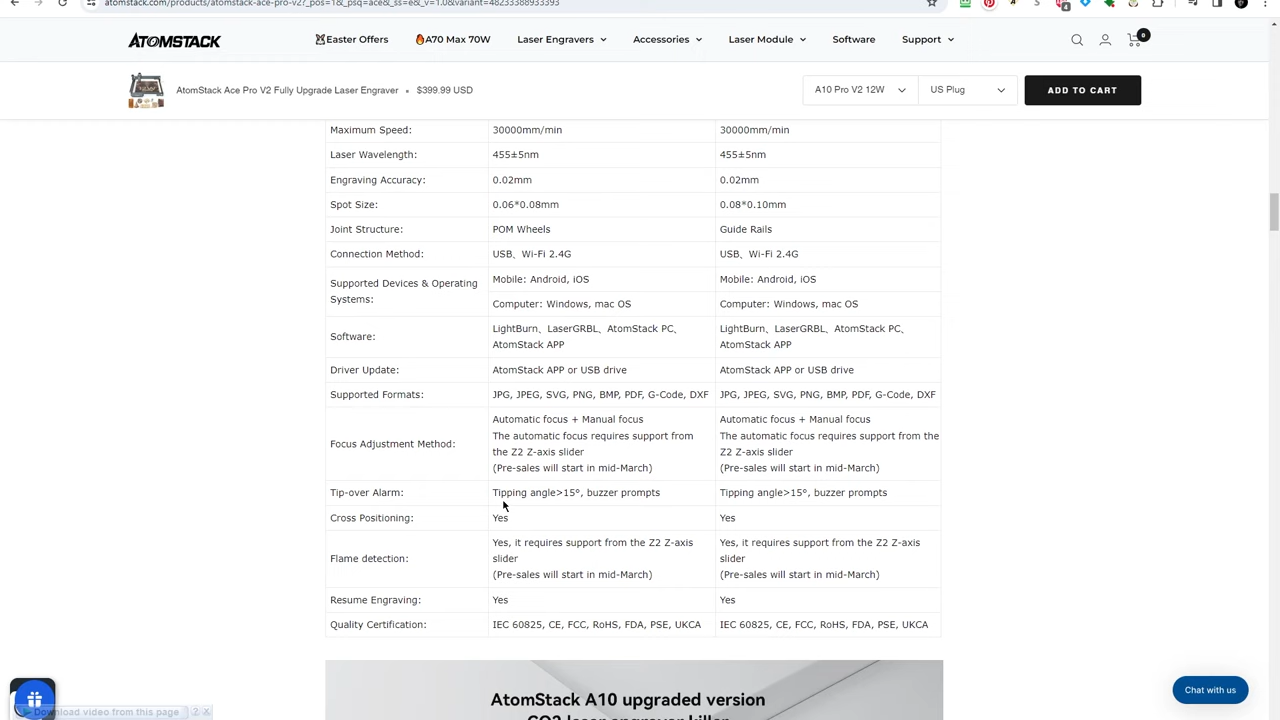 atomstack.com/products/atomstack-ace-pro-v2?_pos=1&_psq=ace&_ss=e&_v=1.0&variant=48233388933393
ATOMSTACK
Easter Offers
A70 Max 70W
Laser Engravers
Accessories
Laser Module
Software
Support
0
AtomStack Ace Pro V2 Fully Upgrade Laser Engraver • $399.99 USD
A10 Pro V2 12W
US Plug
ADD TO CART
Maximum Speed: 30000mm/min 30000mm/min
Laser Wavelength: 455±5nm 455±5nm
Engraving Accuracy: 0.02mm 0.02mm
Spot Size: 0.06*0.08mm 0.08*0.10mm
Joint Structure: POM Wheels Guide Rails
Connection Method: USB、Wi-Fi 2.4G USB、Wi-Fi 2.4G
Supported Devices & Operating
Systems:
Mobile: Android, iOS
Computer: Windows, mac OS
Mobile: Android, iOS
Computer: Windows, mac OS
Software:
LightBurn、LaserGRBL、AtomStack PC、
AtomStack APP
LightBurn、LaserGRBL、AtomStack PC、
AtomStack APP
Driver Update: AtomStack APP or USB drive AtomStack APP or USB drive
Supported Formats: JPG, JPEG, SVG, PNG, BMP, PDF, G-Code, DXF JPG, JPEG, SVG, PNG, BMP, PDF, G-Code, DXF
Focus Adjustment Method:
Automatic focus + Manual focus
The automatic focus requires support from
the Z2 Z-axis slider
(Pre-sales will start in mid-March)
Automatic focus + Manual focus
The automatic focus requires support from the
Z2 Z-axis slider
(Pre-sales will start in mid-March)
Tip-over Alarm: Tipping angle>15°, buzzer prompts Tipping angle>15°, buzzer prompts
Cross Positioning: Yes Yes
Flame detection:
Yes, it requires support from the Z2 Z-axis
slider
(Pre-sales will start in mid-March)
Yes, it requires support from the Z2 Z-axis
slider
(Pre-sales will start in mid-March)
Resume Engraving: Yes Yes
Quality Certification: IEC 60825, CE, FCC, RoHS, FDA, PSE, UKCA IEC 60825, CE, FCC, RoHS, FDA, PSE, UKCA
AtomStack A10 upgraded version
CO2 laser engraver killer
Chat with us
Download video from this page ? X